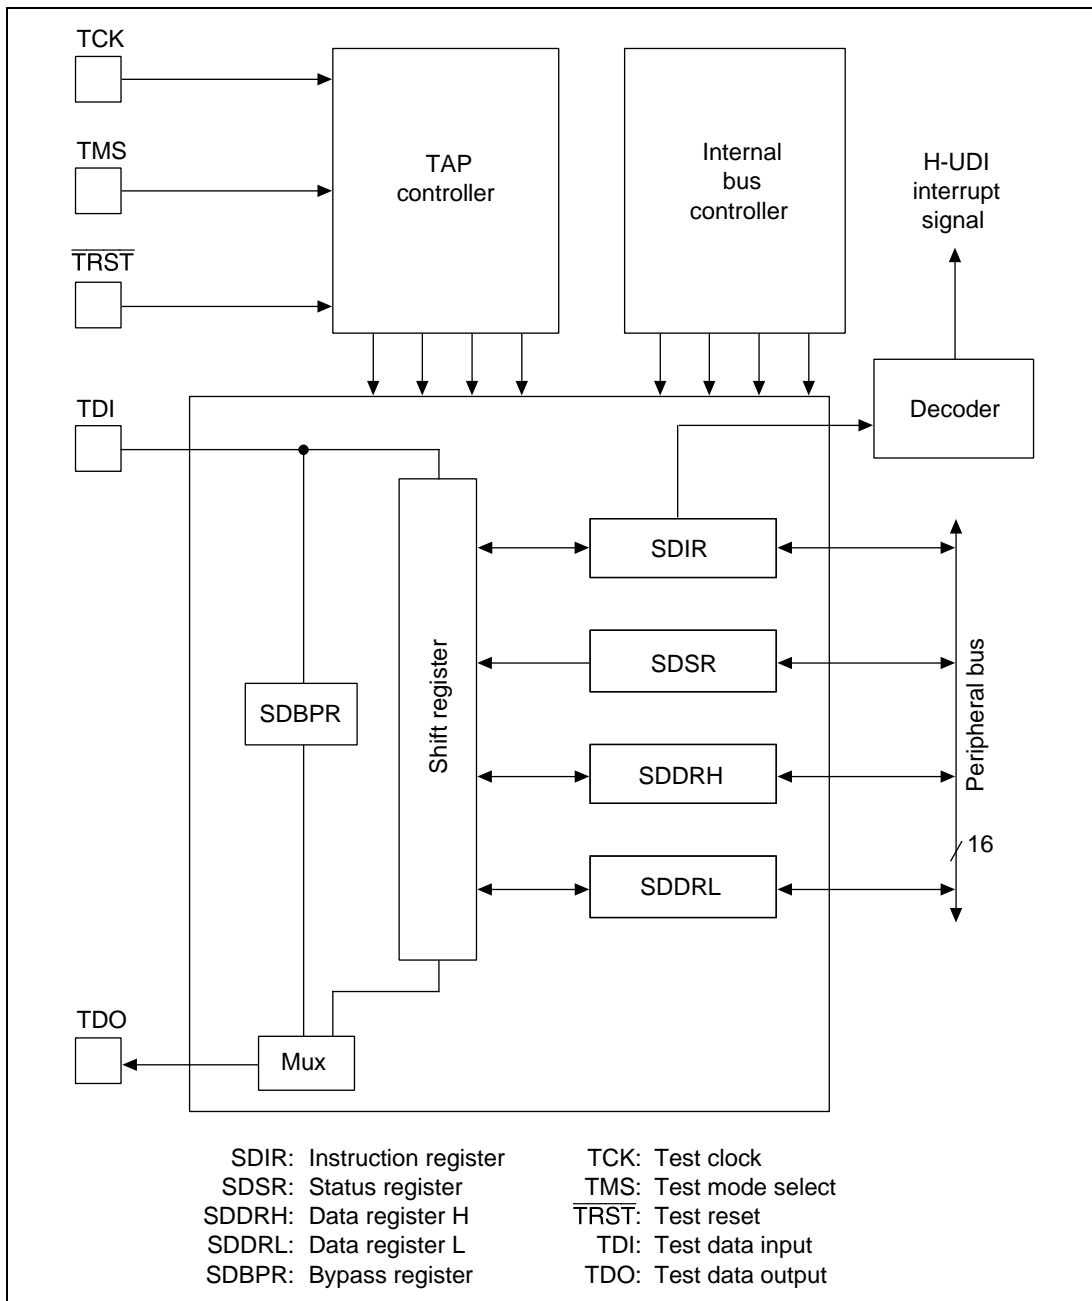 TCK
TMS
TRST
TDI
TDO
TAP
controller
Internal
bus
controller
H-UDI
interrupt
signal
Decoder
SDIR
SDSR
SDDRH
SDDRL
SDBPR
Shift register
Peripheral bus
16
Mux
SDIR: Instruction register
SDSR: Status register
SDDRH: Data register H
SDDRL: Data register L
SDBPR: Bypass register
TCK: Test clock
TMS: Test mode select
TRST: Test reset
TDI: Test data input
TDO: Test data output